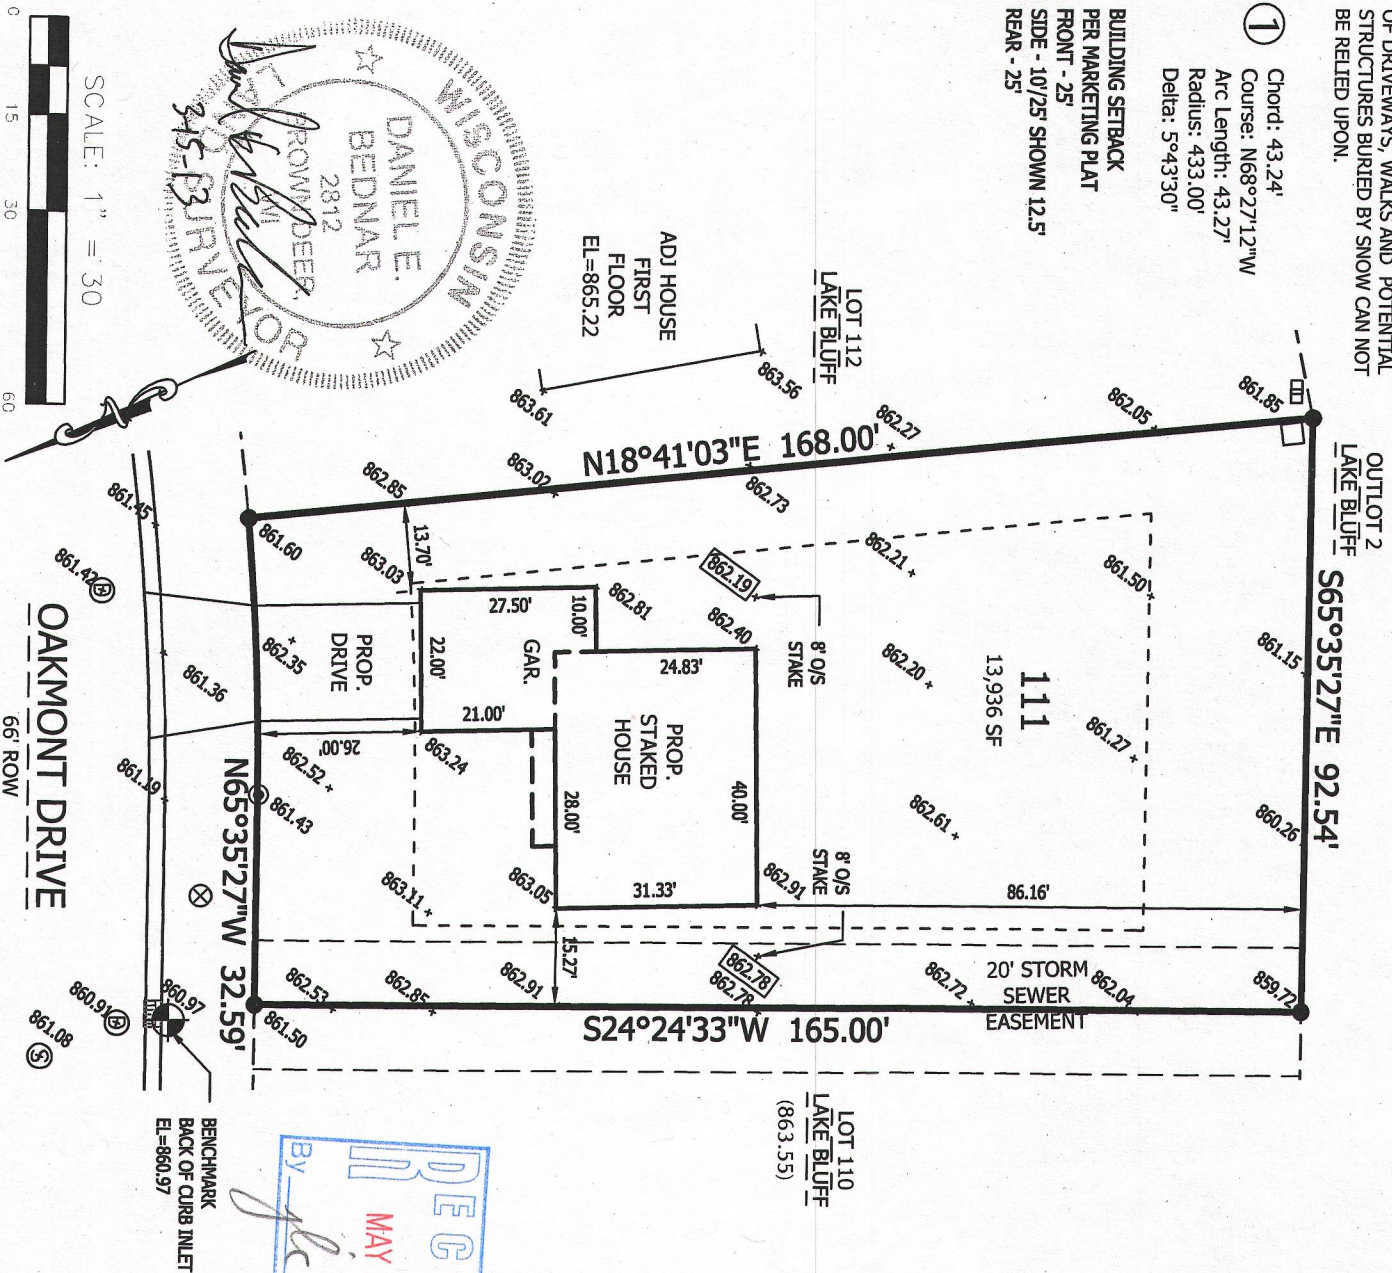 OF DRIVEWAYS, WALKS AND POTENTIAL
STRUCTURES BURIED BY SNOW CAN NOT
BE RELIED UPON.
1
Chord: 43.24'
Course: N68°27'12"W
Arc Length: 43.27'
Radius: 433.00'
Delta: 5°43'30"
BUILDING SETBACK
PER MARKETING PLAT
FRONT - 25'
SIDE - 10'/25' SHOWN 12.5'
REAR - 25'
OUTLOT 2
LAKE BLUFF
S65°35'27"E 92.54'
861.85
861.15
860.26
859.72
LOT 112
LAKE BLUFF
ADJ HOUSE
FIRST
FLOOR
EL=865.22
863.56
863.61
N18°41'03"E 168.00'
862.05
862.27
862.73
863.02
862.85
861.60
111
13,936 SF
861.50
861.27
862.21
862.20
862.61
8' O/S
STAKE
862.19
8' O/S
STAKE
862.78
862.81
862.40
862.91
863.05
863.03
863.24
863.11
13.70'
27.50'
10.00'
22.00'
21.00'
GAR.
24.83'
PROP.
STAKED
HOUSE
40.00'
28.00'
31.33'
86.16'
15.27'
20' STORM
SEWER
EASEMENT
862.04
862.72
862.78
862.91
862.85
862.53
861.50
S24°24'33"W 165.00'
LOT 110
LAKE BLUFF
(863.55)
PROP.
DRIVE
26.00'
862.35
862.52
861.43
N65°35'27"W 32.59'
861.45
861.42
861.36
861.19
860.91
860.97
861.08
OAKMONT DRIVE
66' ROW
BENCHMARK
BACK OF CURB INLET
EL=860.97
WISCONSIN
DANIEL E.
BEDNAR
2812
BROWN DEER,
WI
SURVEYOR
3-15-13
SCALE: 1" = 30
0 15 30 60
REC
MAY
By